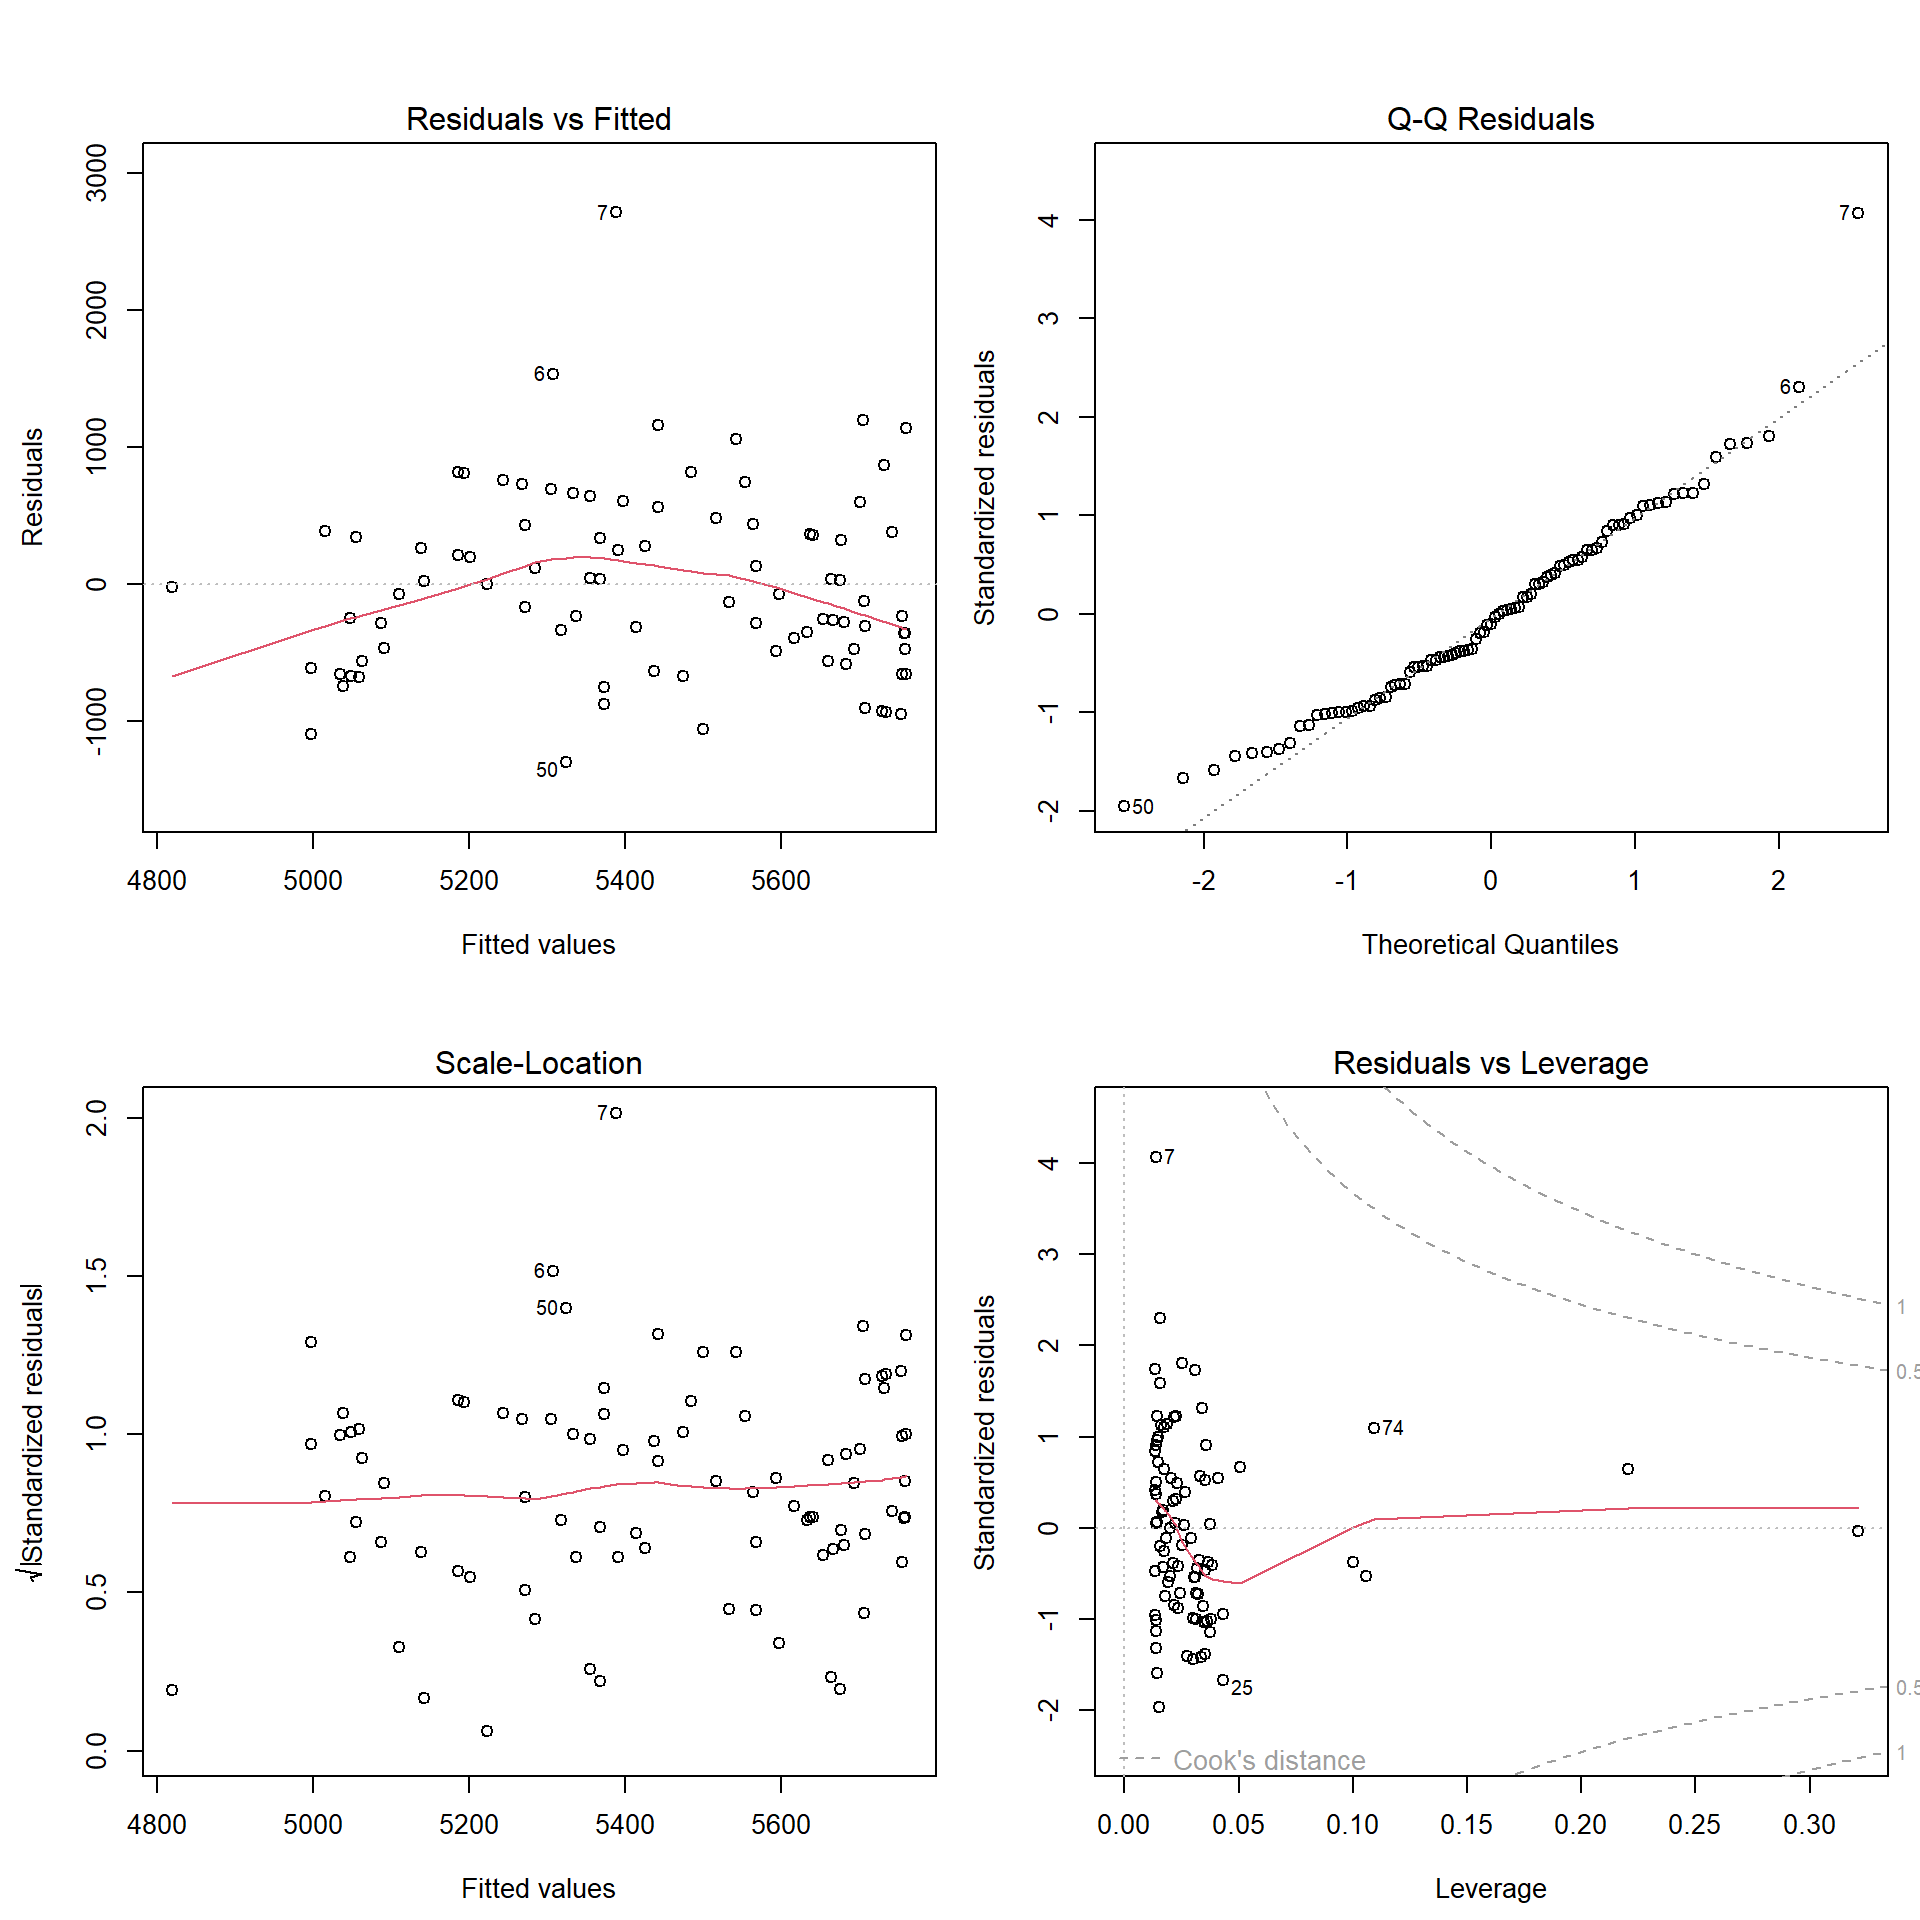 Residuals vs Fitted
Residuals
3000
2000
1000
0
-1000
7
6
50
4800 5000 5200 5400 5600
Fitted values
Q-Q Residuals
Standardized residuals
4
3
2
1
0
-1
-2
7
6
50
-2 -1 0 1 2
Theoretical Quantiles
Scale-Location
√|Standardized residuals|
2.0
1.5
1.0
0.5
0.0
7
6
50
4800 5000 5200 5400 5600
Fitted values
Residuals vs Leverage
Standardized residuals
4
3
2
1
0
-1
-2
7
74
25
1
0.5
0.5
1
Cook's distance
0.00 0.05 0.10 0.15 0.20 0.25 0.30
Leverage